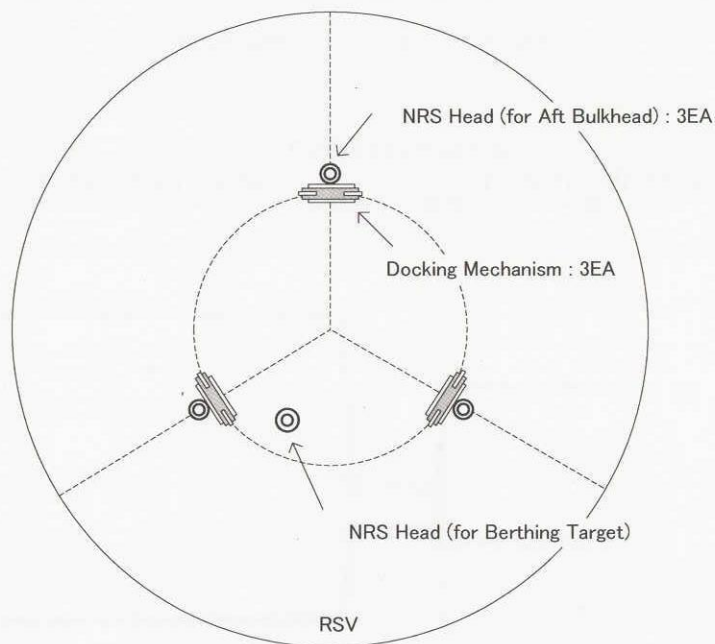 NRS Head (for Aft Bulkhead) : 3EA
Docking Mechanism : 3EA
NRS Head (for Berthing Target)
RSV